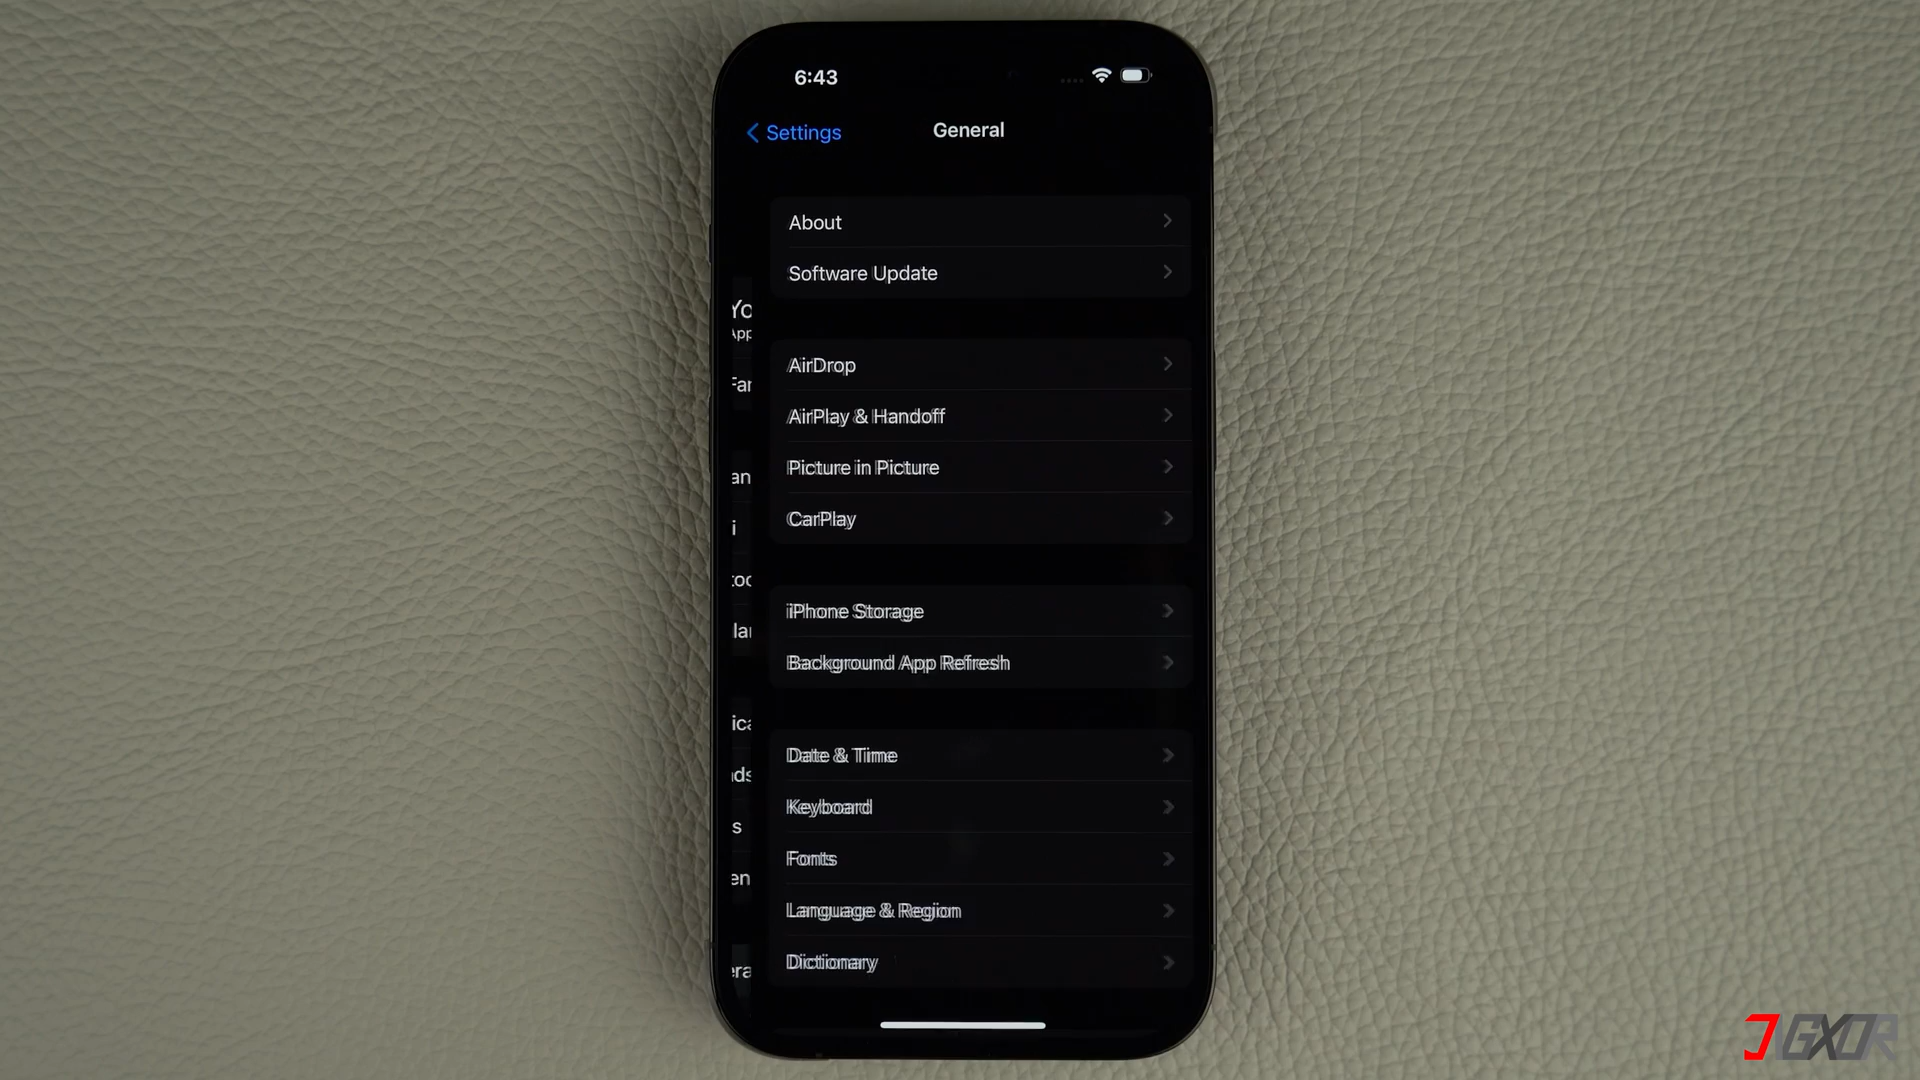 6:43
Settings
General
About
Software Update
AirDrop
AirPlay & Handoff
Picture in Picture
CarPlay
iPhone Storage
Background App Refresh
Date & Time
Keyboard
Fonts
Language & Region
Dictionary
JGXOR